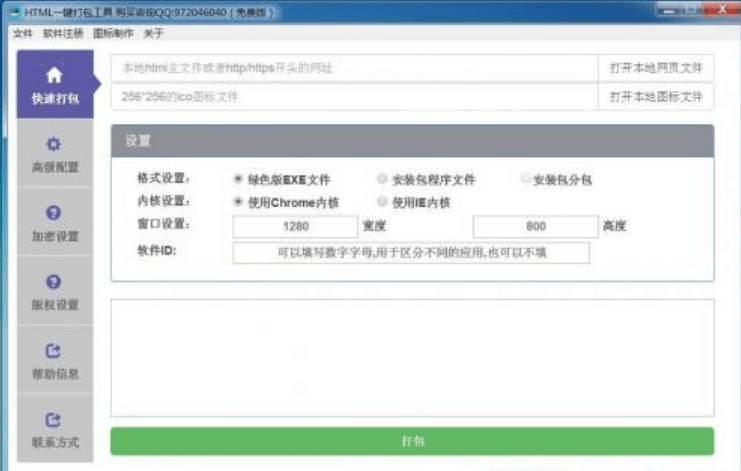 HTML一键打包工具 购买咨询QQ:972046040 ( 免费版 )
文件 软件注册 图标制作 关于
快速打包
高级配置
加密设置
版权设置
帮助信息
联系方式
本地html主文件或者http/https开头的网址 打开本地网页文件
256*256的ico图标文件 打开本地图标文件
设置
格式设置: 绿色版EXE文件 安装包程序文件 安装包分包
内核设置: 使用Chrome内核 使用IE内核
窗口设置: 1280 宽度 800 高度
软件ID: 可以填写数字字母,用于区分不同的应用,也可以不填
打包